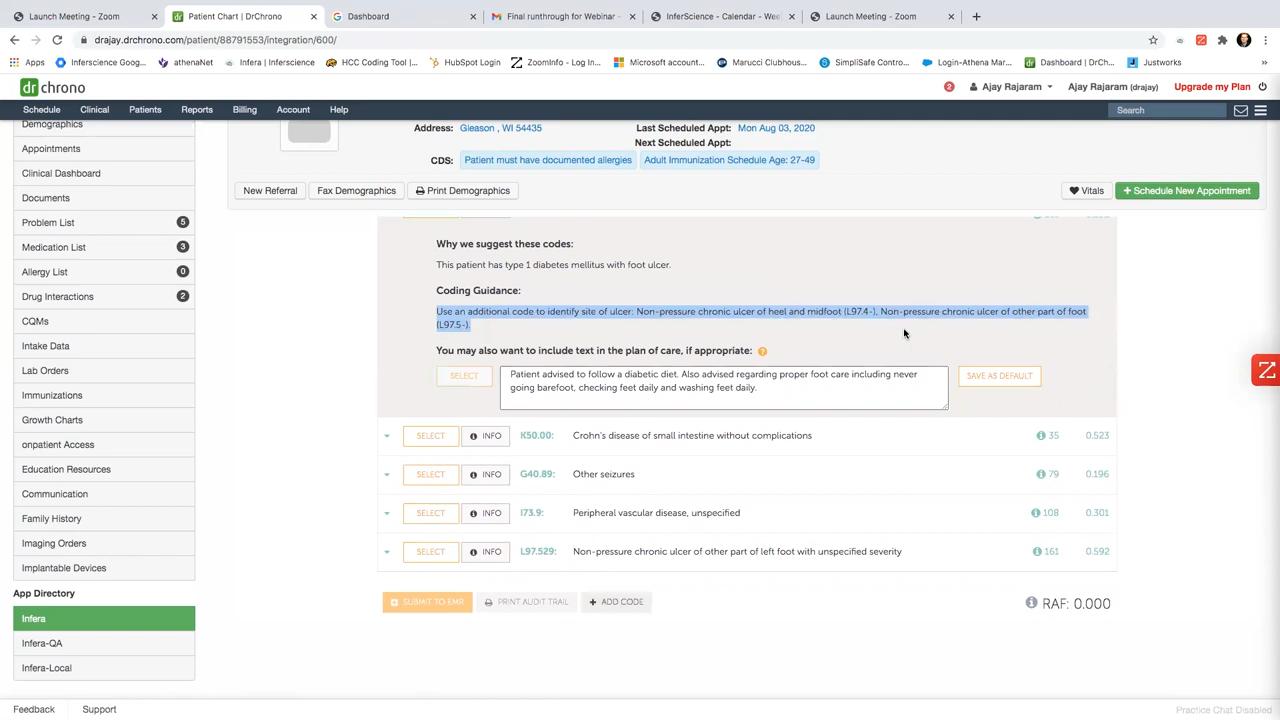 Launch Meeting - Zoom
Patient Chart | DrChrono
Dashboard
Final runthrough for Webinar -
InferScience - Calendar - Wee
Launch Meeting - Zoom
drajay.drchrono.com/patient/88791553/integration/600/
Apps
Inferscience Goog...
athenaNet
Infera | Inferscience
HCC Coding Tool|...
HubSpot Login
ZoomInfo - Log In...
Microsoft account...
Marucci Clubhous...
SimpliSafe Contro...
Login-Athena Mar...
Dashboard | DrCh...
Justworks
dr chrono
2
Ajay Rajaram
Ajay Rajaram (drajay)
Upgrade my Plan
Schedule
Clinical
Patients
Reports
Billing
Account
Help
Search
Demographics
Appointments
Clinical Dashboard
Documents
Problem List 5
Medication List 3
Allergy List 0
Drug Interactions 2
CQMs
Intake Data
Lab Orders
Immunizations
Growth Charts
onpatient Access
Education Resources
Communication
Family History
Imaging Orders
Implantable Devices
App Directory
Infera
Infera-QA
Infera-Local
Address: Gleason , WI 54435
Last Scheduled Appt: Mon Aug 03, 2020
Next Scheduled Appt:
CDS: Patient must have documented allergies Adult Immunization Schedule Age: 27-49
New Referral
Fax Demographics
Print Demographics
Vitals
Schedule New Appointment
Why we suggest these codes:
This patient has type 1 diabetes mellitus with foot ulcer.
Coding Guidance:
Use an additional code to identify site of ulcer: Non-pressure chronic ulcer of heel and midfoot (L97.4-), Non-pressure chronic ulcer of other part of foot
(L97.5-).
You may also want to include text in the plan of care, if appropriate: ?
SELECT
Patient advised to follow a diabetic diet. Also advised regarding proper foot care including never
going barefoot, checking feet daily and washing feet daily.
SAVE AS DEFAULT
SELECT INFO K50.00: Crohn's disease of small intestine without complications 35 0.523
SELECT INFO G40.89: Other seizures 79 0.196
SELECT INFO I73.9: Peripheral vascular disease, unspecified 108 0.301
SELECT INFO L97.529: Non-pressure chronic ulcer of other part of left foot with unspecified severity 161 0.592
SUBMIT TO EMR
PRINT AUDIT TRAIL
ADD CODE
RAF: 0.000
Feedback
Support
Practice Chat Disabled